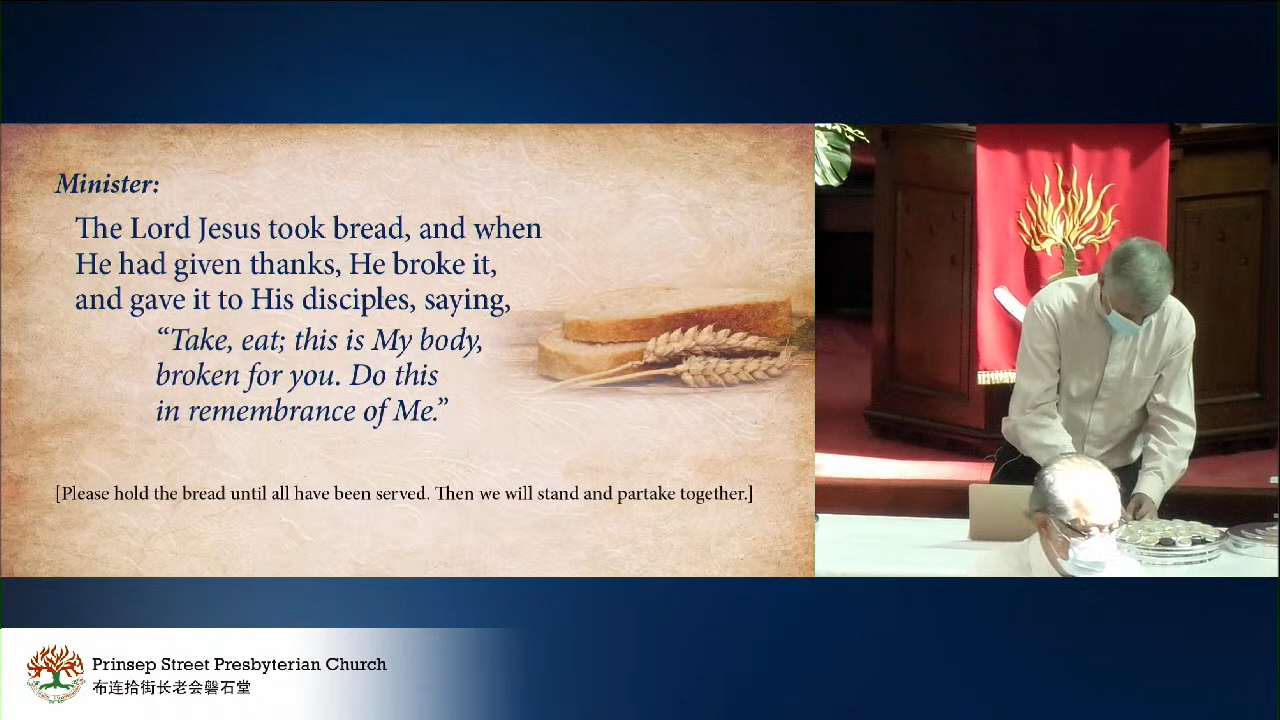 Minister:
The Lord Jesus took bread, and when
He had given thanks, He broke it,
and gave it to His disciples, saying,
“Take, eat; this is My body,
broken for you. Do this
in remembrance of Me.”
[Please hold the bread until all have been served. Then we will stand and partake together.]
Prinsep Street Presbyterian Church
布连拾街长老会磐石堂